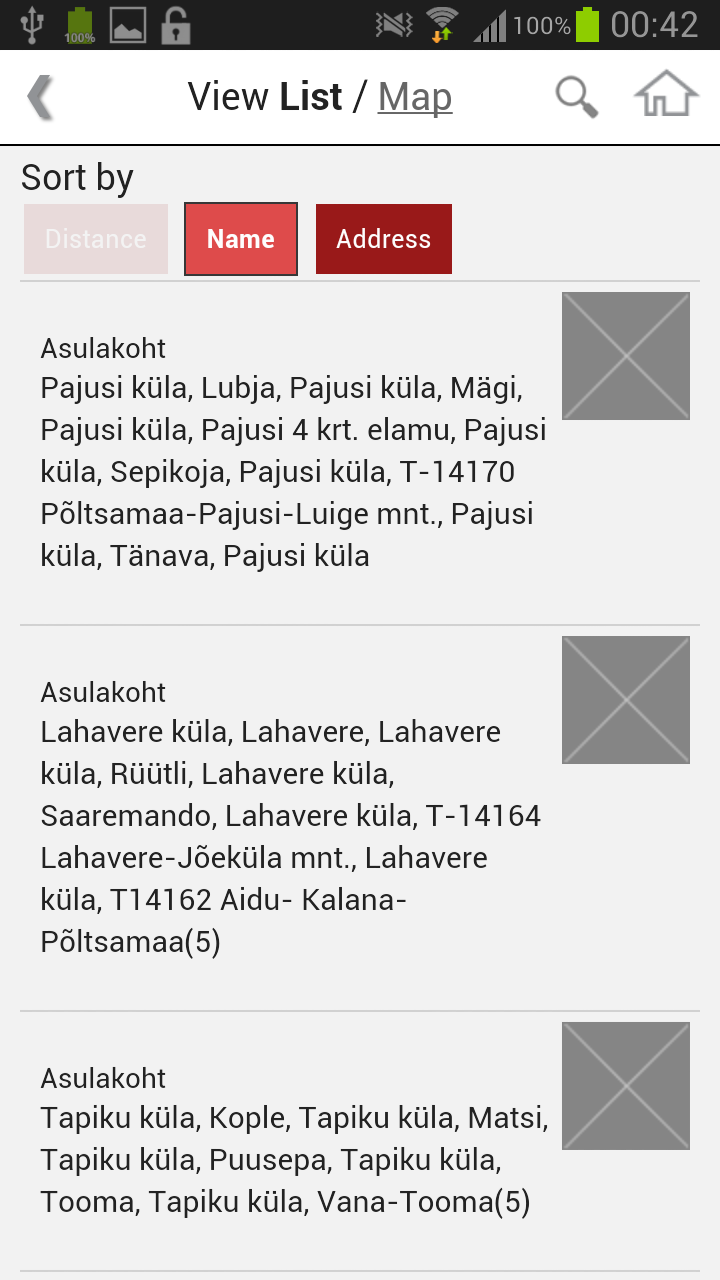 100%
100%
00:42
View List / Map
Sort by
Distance
Name
Address
Asulakoht
Pajusi küla, Lubja, Pajusi küla, Mägi,
Pajusi küla, Pajusi 4 krt. elamu, Pajusi
küla, Sepikoja, Pajusi küla, T-14170
Põltsamaa-Pajusi-Luige mnt., Pajusi
küla, Tänava, Pajusi küla
Asulakoht
Lahavere küla, Lahavere, Lahavere
küla, Rüütli, Lahavere küla,
Saaremando, Lahavere küla, T-14164
Lahavere-Jõeküla mnt., Lahavere
küla, T14162 Aidu- Kalana-
Põltsamaa(5)
Asulakoht
Tapiku küla, Kople, Tapiku küla, Matsi,
Tapiku küla, Puusepa, Tapiku küla,
Tooma, Tapiku küla, Vana-Tooma(5)